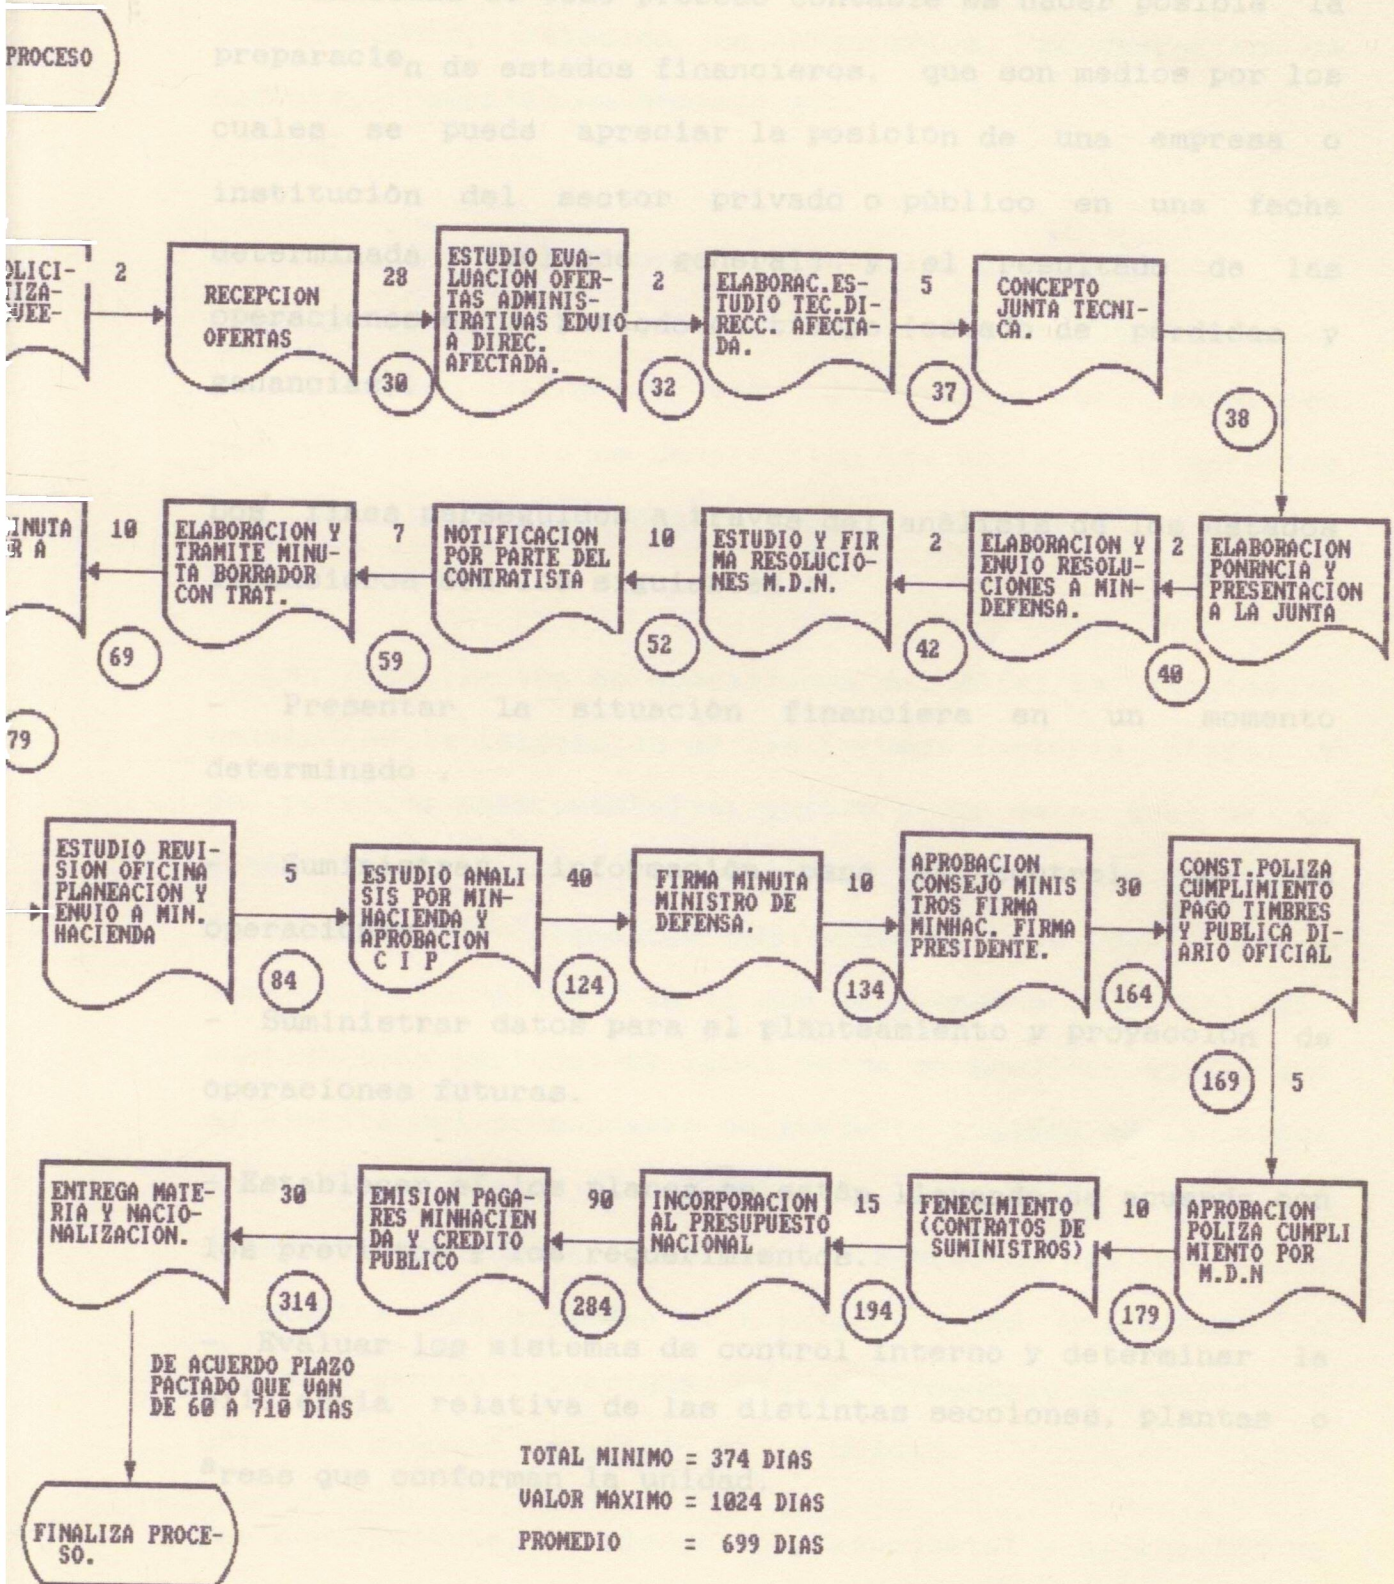 PROCESO
2
RECEPCION
OFERTAS
28
30
ESTUDIO EVA-
LUACION OFER-
TAS ADMINIS-
TRATIVAS EDVIO
A DIREC.
AFECTADA.
2
32
ELABORAC.ES-
TUDIO TEC.DI-
RECC. AFECTA-
DA.
5
37
CONCEPTO
JUNTA TECNI-
CA.
38
ELABORACION
PONRNCIA Y
PRESENTACION
A LA JUNTA
2
40
ELABORACION Y
ENVIO RESOLU-
CIONES A MIN-
DEFENSA.
2
42
ESTUDIO Y FIR
MA RESOLUCIO-
NES M.D.N.
10
52
NOTIFICACION
POR PARTE DEL
CONTRATISTA
7
59
ELABORACION Y
TRAMITE MINU-
TA BORRADOR
CON TRAT.
10
69
INUTA
R A
79
ESTUDIO REVI-
SION OFICINA
PLANEACION Y
ENVIO A MIN.
HACIENDA
5
84
ESTUDIO ANALI
SIS POR MIN-
HACIENDA Y
APROBACION
C I P
40
124
FIRMA MINUTA
MINISTRO DE
DEFENSA.
10
134
APROBACION
CONSEJO MINIS
TROS FIRMA
MINHAC. FIRMA
PRESIDENTE.
30
164
CONST.POLIZA
CUMPLIMIENTO
PAGO TIMBRES
Y PUBLICA DI-
ARIO OFICIAL
169
5
APROBACION
POLIZA CUMPLI
MIENTO POR
M.D.N
10
179
FENECIMIENTO
(CONTRATOS DE
SUMINISTROS)
15
194
INCORPORACION
AL PRESUPUESTO
NACIONAL
90
284
EMISION PAGA-
RES MINHACIEN
DA Y CREDITO
PUBLICO
30
314
ENTREGA MATE-
RIA Y NACIO-
NALIZACION.
DE ACUERDO PLAZO
PACTADO QUE VAN
DE 60 A 710 DIAS
FINALIZA PROCE-
SO.
TOTAL MINIMO = 374 DIAS
VALOR MAXIMO = 1024 DIAS
PROMEDIO = 699 DIAS